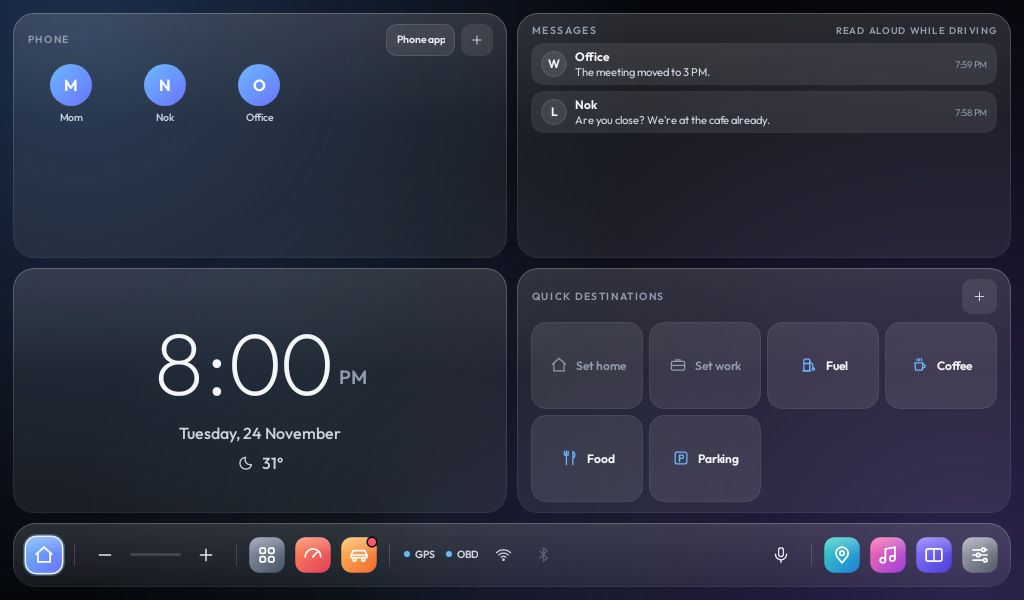 PHONE
Phone app
M
N
O
Mom
Nok
Office
MESSAGES
READ ALOUD WHILE DRIVING
W
Office
The meeting moved to 3 PM.
7:59 PM
L
Nok
Are you close? We're at the cafe already.
7:58 PM
8:00 PM
Tuesday, 24 November
31°
QUICK DESTINATIONS
Set home
Set work
Fuel
Coffee
Food
P
Parking
GPS
OBD